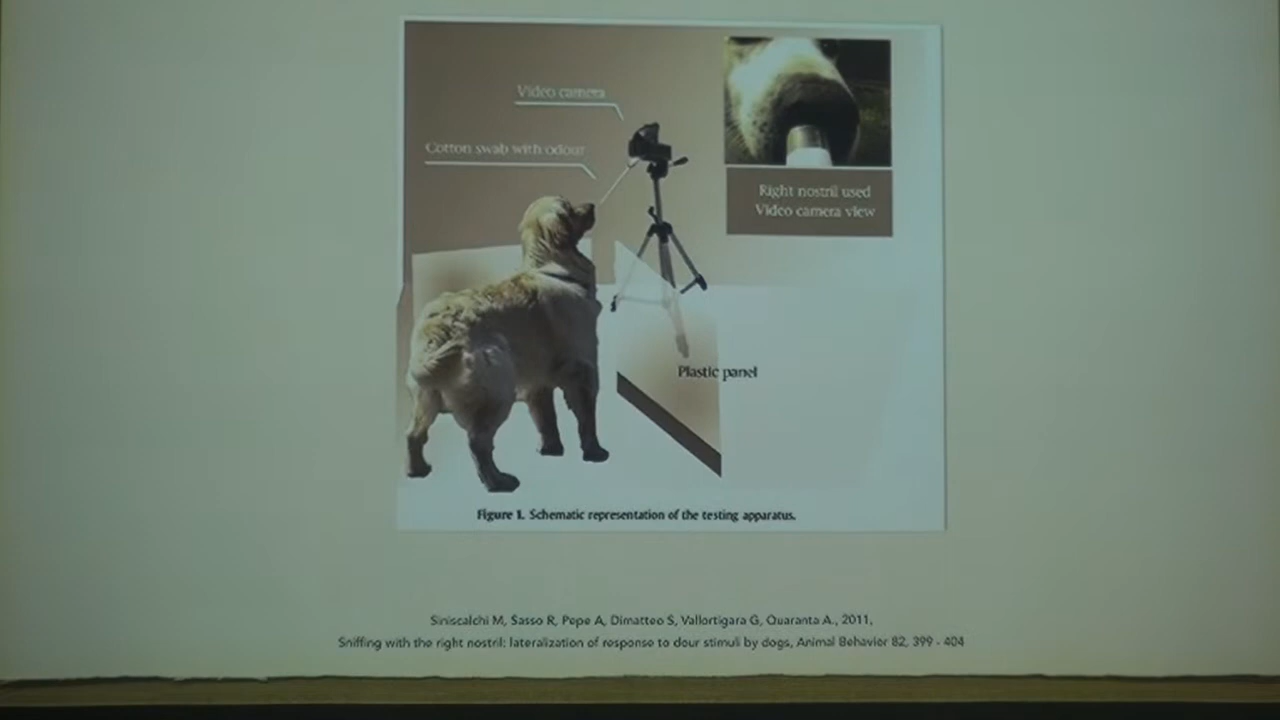 Video camera
Cotton swab with odour
Right nostril used
Video camera view
Plastic panel
Figure 1. Schematic representation of the testing apparatus.
Siniscalchi M, Sasso R, Pepe A, Dimatteo S, Vallortigara G, Quaranta A., 2011,
Sniffing with the right nostril: lateralization of response to dour stimuli by dogs, Animal Behavior 82, 399 - 404